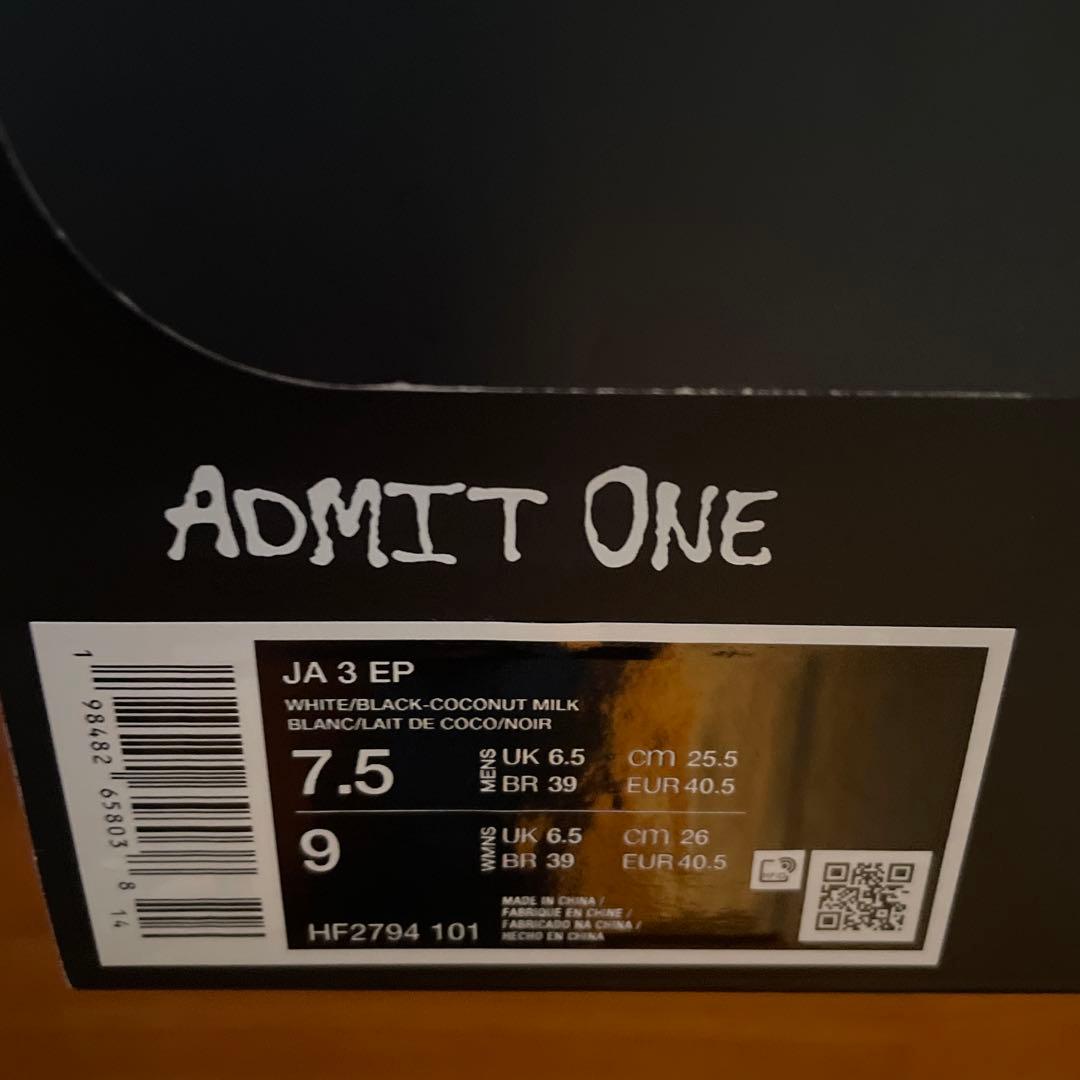 ADMIT ONE
JA 3 EP
WHITE/BLACK-COCONUT MILK
BLANC/LAIT DE COCO/NOIR
7.5 MENS UK 6.5 cm 25.5
BR 39 EUR 40.5
9 WMNS UK 6.5 cm 26
BR 39 EUR 40.5
HF2794 101
MADE IN CHINA /
FABRIQUE EN CHINE /
FABRICADO NA CHINA /
HECHO EN CHINA
RFID
1 98482 65803 8 14